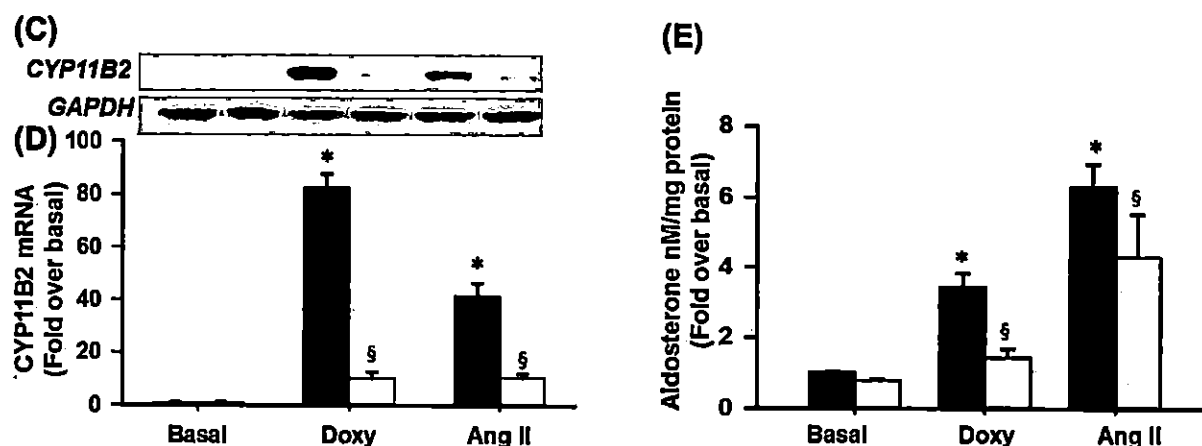 (C)
CYP11B2
GAPDH
(D)
CYP11B2 mRNA
(Fold over basal)
100
80
60
40
20
0
*
§
*
§
Basal Doxy Ang II
(E)
Aldosterone nM/mg protein
(Fold over basal)
8
6
4
2
0
*
§
*
§
Basal Doxy Ang II